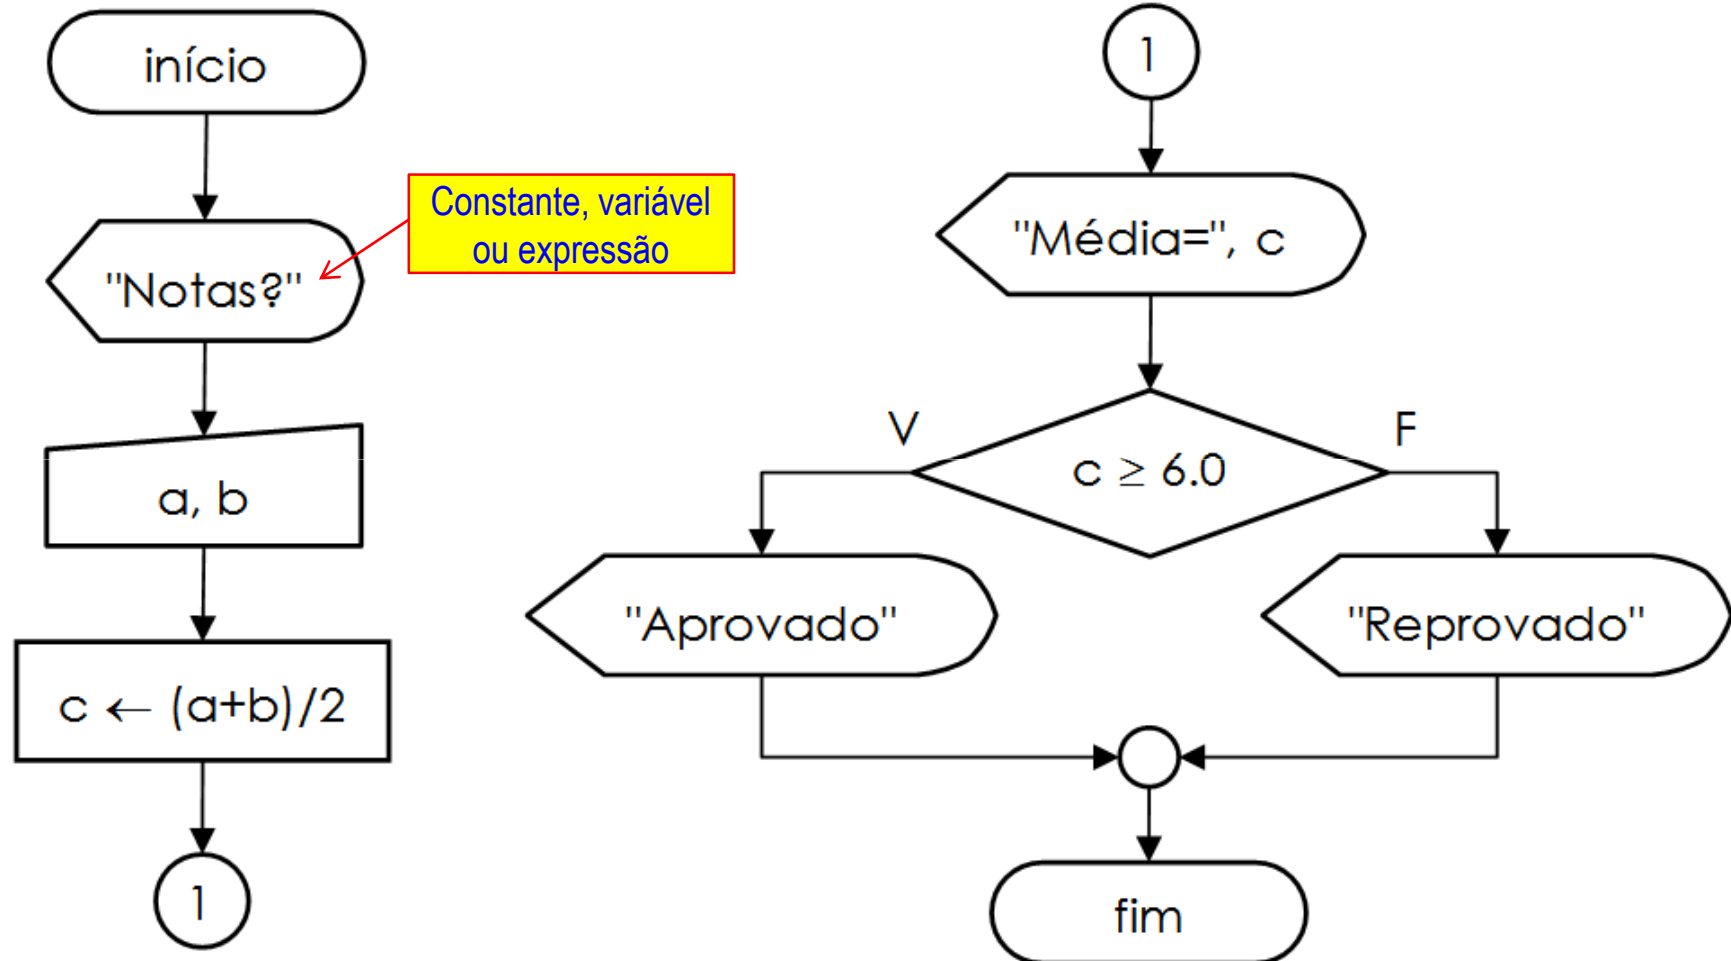 início
"Notas?"
Constante, variável
ou expressão
a, b
c ← (a+b)/2
1
1
"Média=", c
c ≥ 6.0
V
F
"Aprovado"
"Reprovado"
fim